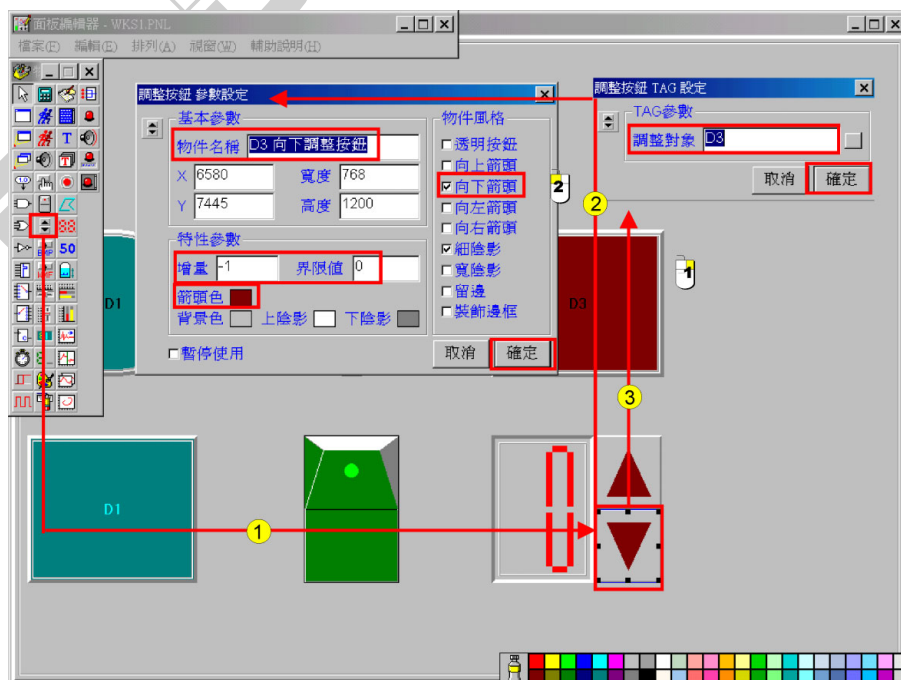 面板編輯器 - WKS1.PNL
檔案(F) 編輯(E) 排列(A) 視窗(W) 輔助說明(H)
調整按鈕 參數設定
基本參數
物件名稱 D3 向下調整按鈕
X 6580 寬度 768
Y 7445 高度 1200
特性參數
增量 -1 界限值 0
箭頭色
背景色 上陰影 下陰影
暫停使用
物件風格
透明按鈕
向上箭頭
向下箭頭
向左箭頭
向右箭頭
細陰影
寬陰影
留邊
裝飾邊框
取消 確定
調整按鈕 TAG 設定
TAG參數
調整對象 D3
取消 確定
T
50
2
2
1
D1
D3
3
D1
1
0